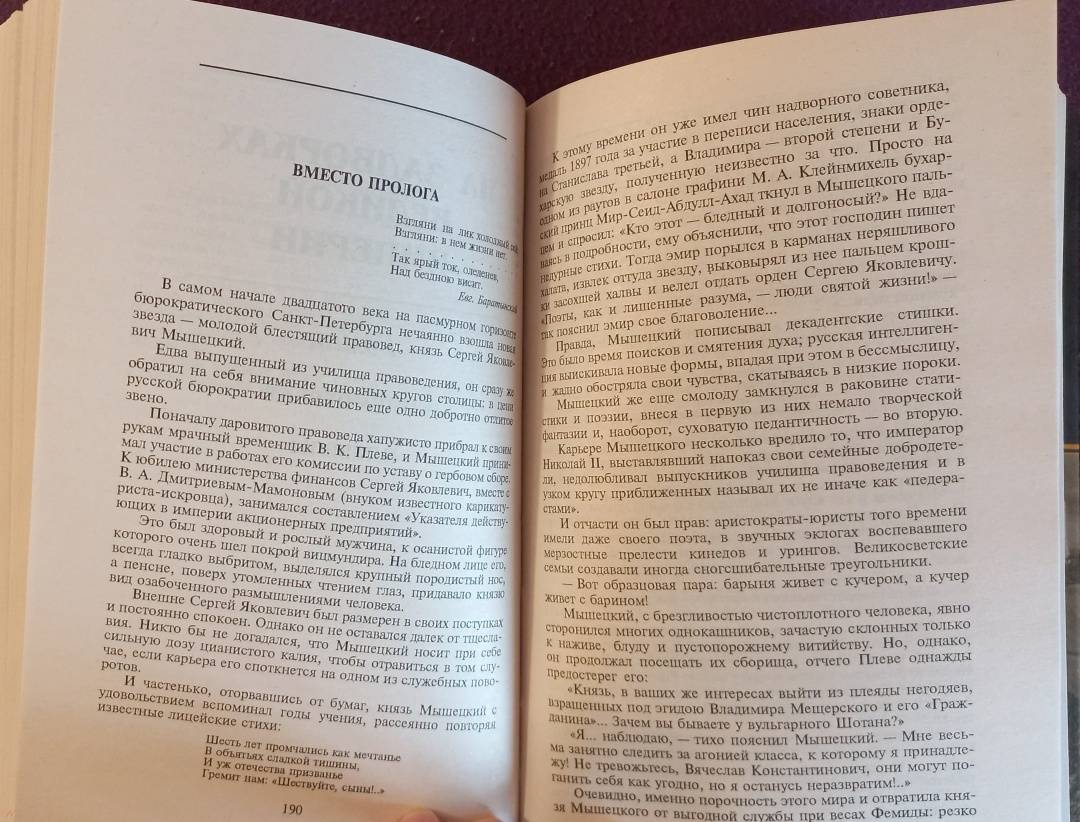 ВМЕСТО ПРОЛОГА
Взгляни на лик холодный сей,
Взгляни: в нем жизни нет.
. . . . . . . . . . . . . .
Так ярый ток, оледенев,
Над бездною висит.
Евг. Баратынский
В самом начале двадцатого века на пасмурном горизонте
бюрократического Санкт-Петербурга нечаянно взошла новая
звезда — молодой блестящий правовед, князь Сергей Яковле-
вич Мышецкий.
Едва выпущенный из училища правоведения, он сразу же
обратил на себя внимание чиновных кругов столицы: в цепи
русской бюрократии прибавилось еще одно добротно отлитое
звено.
Поначалу даровитого правоведа хапужисто прибрал к своим
рукам мрачный временщик В. К. Плеве, и Мышецкий прини-
мал участие в работах его комиссии по уставу о гербовом сборе.
К юбилею министерства финансов Сергей Яковлевич, вместе с
В. А. Дмитриевым-Мамоновым (внуком известного карикату-
риста-искровца), занимался составлением «Указателя действу-
ющих в империи акционерных предприятий».
Это был здоровый и рослый мужчина, к осанистой фигуре
которого очень шел покрой вицмундира. На бледном лице его,
всегда гладко выбритом, выделялся крупный породистый нос,
а пенсне, поверх утомленных чтением глаз, придавало князю
вид озабоченного размышлениями человека.
Внешне Сергей Яковлевич был размерен в своих поступках
и постоянно спокоен. Однако он не оставался далек от тщесла-
вия. Никто бы не догадался, что Мышецкий носит при себе
сильную дозу цианистого калия, чтобы отравиться в том слу-
чае, если карьера его споткнется на одном из служебных пово-
ротов.
И частенько, оторвавшись от бумаг, князь Мышецкий с
удовольствием вспоминал годы учения, рассеянно повторяя
известные лицейские стихи:
Шесть лет промчались как мечтанье
В объятьях сладкой тишины,
И уж отечества призванье
Гремит нам: «Шествуйте, сыны!..»
190
К этому времени он уже имел чин надворного советника,
медаль 1897 года за участие в переписи населения, знаки орде-
на Станислава третьей, а Владимира — второй степени и Бу-
харскую звезду, полученную неизвестно за что. Просто на
одном из раутов в салоне графини М. А. Клейнмихель бухар-
ский принц Мир-Сеид-Абдулл-Ахад ткнул в Мышецкого паль-
цем и спросил: «Кто этот — бледный и долгоносый?» Не вда-
ваясь в подробности, ему объяснили, что этот господин пишет
недурные стихи. Тогда эмир порылся в карманах неряшливого
халата, извлек оттуда звезду, выковырял из нее пальцем крош-
ки засохшей халвы и велел отдать орден Сергею Яковлевичу.
«Поэты, как и лишенные разума, — люди святой жизни!» —
так пояснил эмир свое благоволение...
Правда, Мышецкий пописывал декадентские стишки.
Это было время поисков и смятения духа; русская интеллиген-
ция выискивала новые формы, впадая при этом в бессмыслицу,
и жадно обостряла свои чувства, скатываясь в низкие пороки.
Мышецкий же еще смолоду замкнулся в раковине стати-
стики и поэзии, внеся в первую из них немало творческой
фантазии и, наоборот, суховатую педантичность — во вторую.
Карьере Мышецкого несколько вредило то, что император
Николай II, выставлявший напоказ свои семейные добродете-
ли, недолюбливал выпускников училища правоведения и в
узком кругу приближенных называл их не иначе как «педера-
стами».
И отчасти он был прав: аристократы-юристы того времени
имели даже своего поэта, в звучных эклогах воспевавшего
мерзостные прелести кинедов и урингов. Великосветские
семьи создавали иногда сногсшибательные треугольники.
— Вот образцовая пара: барыня живет с кучером, а кучер
живет с барином!
Мышецкий, с брезгливостью чистоплотного человека, явно
сторонился многих однокашников, зачастую склонных только
к наживе, блуду и пустопорожнему витийству. Но, однако,
он продолжал посещать их сборища, отчего Плеве однажды
предостерег его:
«Князь, в ваших же интересах выйти из плеяды негодяев,
взращенных под эгидою Владимира Мещерского и его «Граж-
данина»... Зачем вы бываете у вульгарного Шотана?»
«Я... наблюдаю, — тихо пояснил Мышецкий. — Мне весь-
ма занятно следить за агонией класса, к которому я принадле-
жу! Не тревожьтесь, Вячеслав Константинович, они могут по-
ганить себя как угодно, но я останусь неразвратим!..»
Очевидно, именно порочность этого мира и отвратила кня-
зя Мышецкого от выгодной службы при весах Фемиды: резко